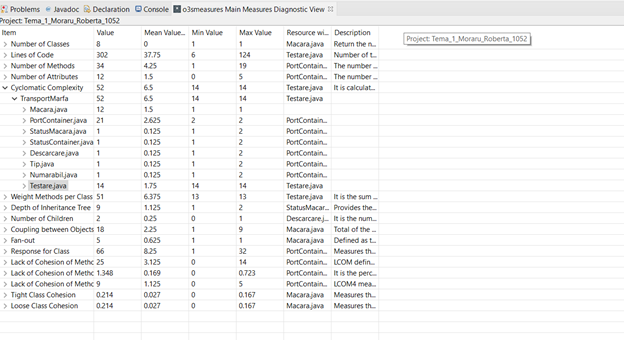 Problems Javadoc Declaration Console o3smeasures Main Measures Diagnostic View
Project: Tema_1_Moraru_Roberta_1052
Item Value Mean Value... Min Value Max Value Resource wi... Description
Number of Classes 8 0 1 1 Macara.java Return the n...
Lines of Code 302 37.75 6 124 Testare.java Number of t...
Number of Methods 34 4.25 1 19 PortContain... The number ...
Number of Attributes 12 1.5 0 5 PortContain... The number ...
Cyclomatic Complexity 52 6.5 14 14 Testare.java It is calculat...
TransportMarfa 52 6.5 14 14 Testare.java
Macara.java 12 1.5 1 1
PortContainer.java 21 2.625 2 2 PortContain...
StatusMacara.java 1 0.125 1 2 PortContain...
StatusContainer.java 1 0.125 1 2 PortContain...
Descarcare.java 1 0.125 1 2 PortContain...
Tip.java 1 0.125 1 2 PortContain...
Numarabil.java 1 0.125 1 2 PortContain...
Testare.java 14 1.75 14 14 Testare.java
Weight Methods per Class 51 6.375 13 13 Testare.java It is the sum ...
Depth of Inheritance Tree 9 1.125 1 2 StatusMacar... Provides the...
Number of Children 2 0.25 0 1 Descarcare.j... It is the num...
Coupling between Objects 18 2.25 1 9 PortContain... Total of the ...
Fan-out 5 0.625 1 1 Macara.java Defined as t...
Response for Class 66 8.25 1 32 PortContain... Measures th...
Lack of Cohesion of Metho 25 3.125 0 14 PortContain... LCOM defin...
Lack of Cohesion of Metho 1.348 0.169 0 0.723 PortContain... It is the perc...
Lack of Cohesion of Metho 9 1.125 0 5 PortContain... LCOM4 mea...
Tight Class Cohesion 0.214 0.027 0 0.167 Macara.java Measures th...
Loose Class Cohesion 0.214 0.027 0 0.167 Macara.java Measures th...
Project: Tema_1_Moraru_Roberta_1052